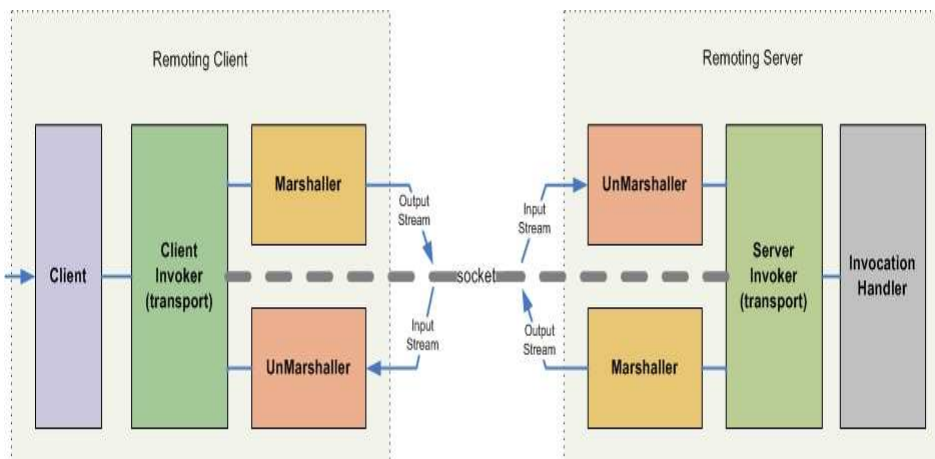 Remoting Client
Remoting Server
Marshaller
UnMarshaller
Output
Stream
Input
Stream
Client
Client
Invoker
(transport)
socket
Server
Invoker
(transport)
Invocation
Handler
Input
Stream
Output
Stream
UnMarshaller
Marshaller